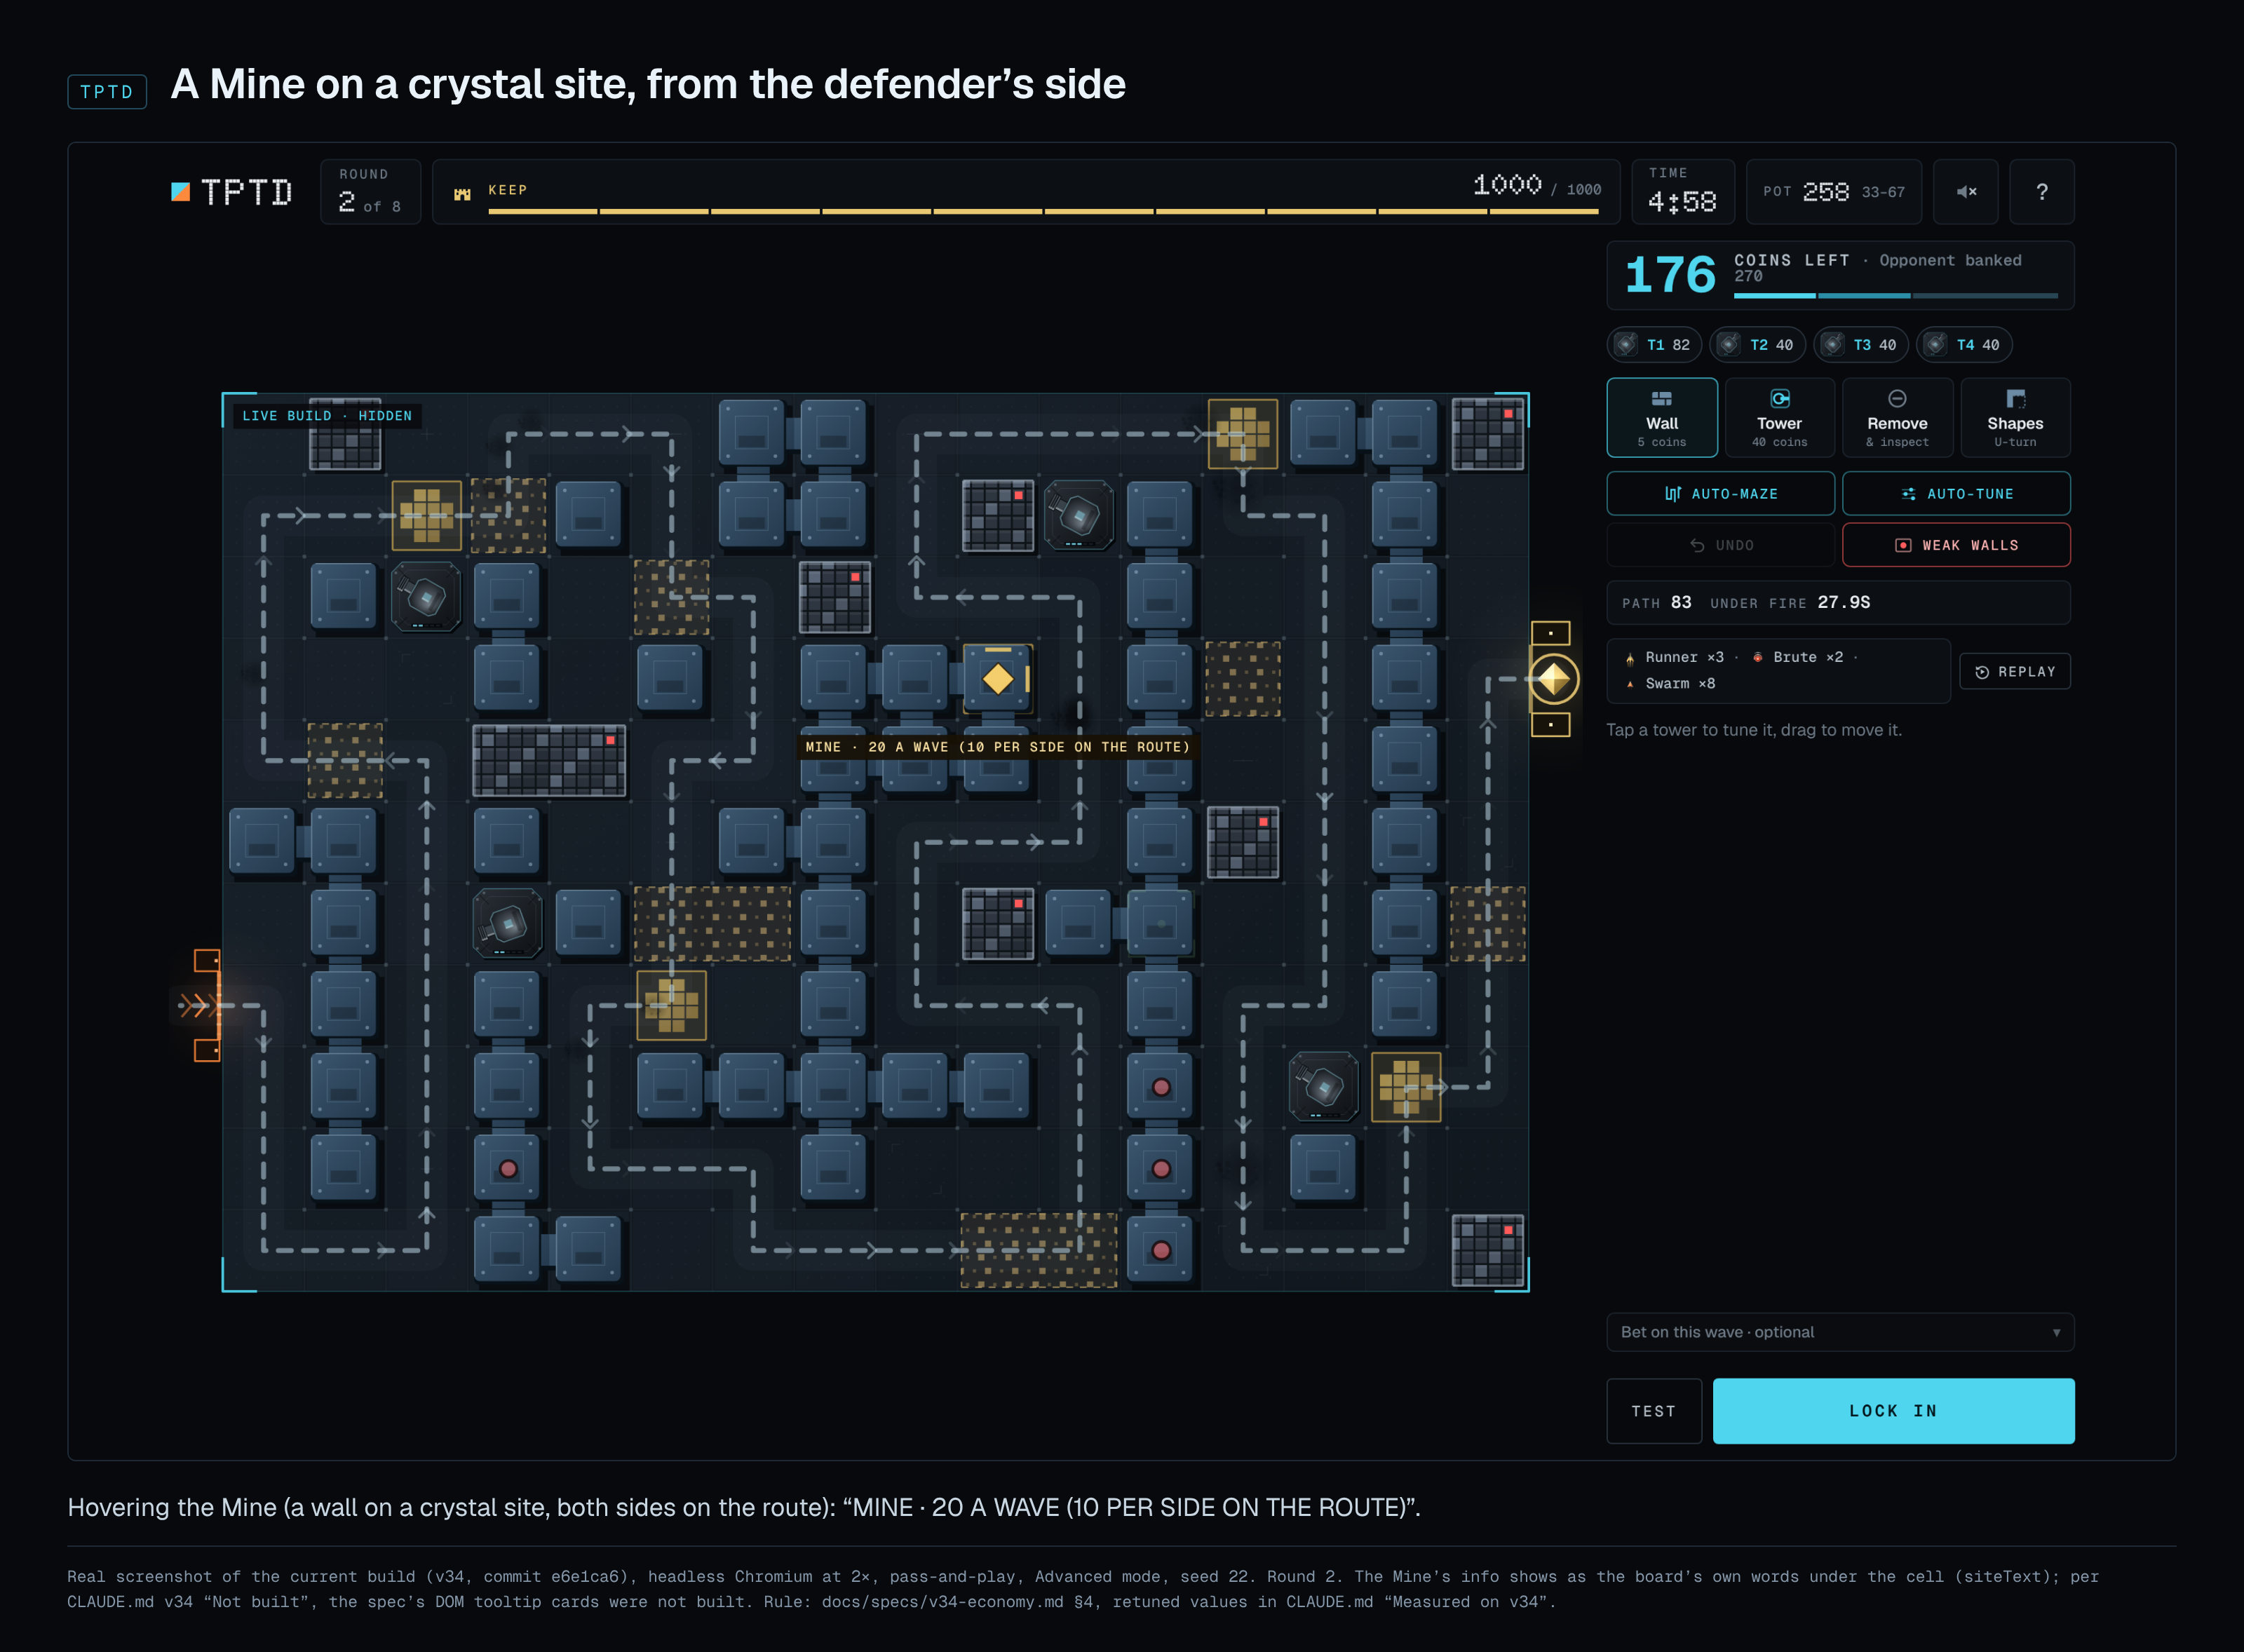 TPTD
A Mine on a crystal site, from the defender’s side
TPTD
ROUND
2 of 8
KEEP
1000 / 1000
TIME
4:58
POT 258 33–67
?
176
COINS LEFT · Opponent banked
270
T1 82
T2 40
T3 40
T4 40
Wall
5 coins
Tower
40 coins
Remove
& inspect
Shapes
U-turn
AUTO-MAZE
AUTO-TUNE
UNDO
WEAK WALLS
PATH 83 UNDER FIRE 27.9S
Runner ×3 · Brute ×2 ·
Swarm ×8
REPLAY
Tap a tower to tune it, drag to move it.
LIVE BUILD · HIDDEN
MINE · 20 A WAVE (10 PER SIDE ON THE ROUTE)
Bet on this wave · optional
TEST
LOCK IN
Hovering the Mine (a wall on a crystal site, both sides on the route): “MINE · 20 A WAVE (10 PER SIDE ON THE ROUTE)”.
Real screenshot of the current build (v34, commit e6e1ca6), headless Chromium at 2×, pass-and-play, Advanced mode, seed 22. Round 2. The Mine’s info shows as the board’s own words under the cell (siteText); per
CLAUDE.md v34 “Not built”, the spec’s DOM tooltip cards were not built. Rule: docs/specs/v34-economy.md §4, retuned values in CLAUDE.md “Measured on v34”.